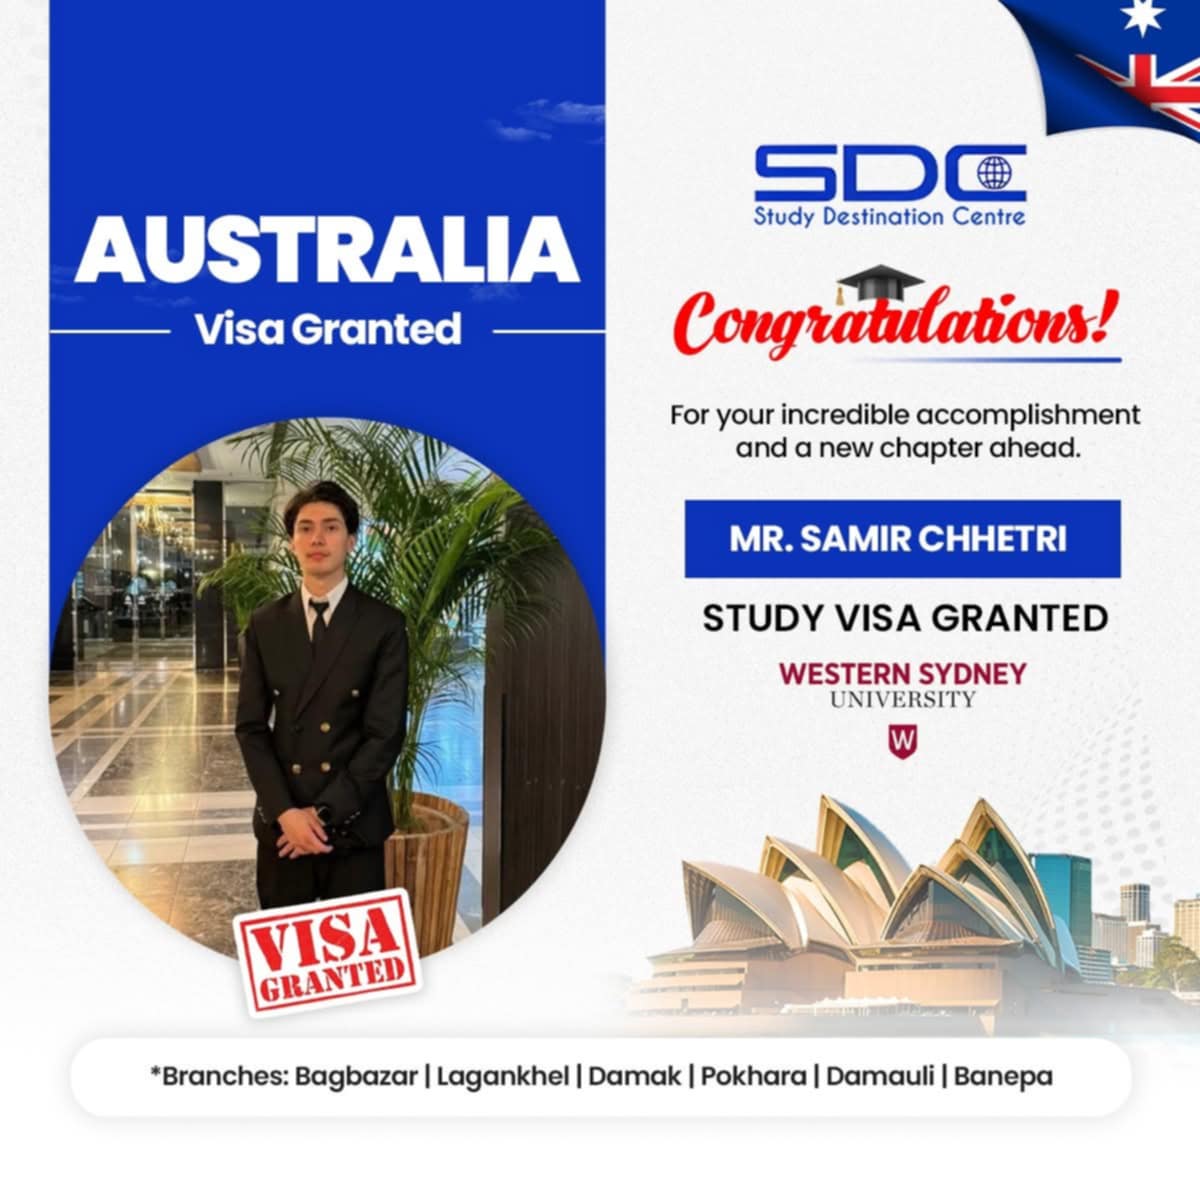 AUSTRALIA
Visa Granted
VISA
GRANTED
SDC
Study Destination Centre
Congratulations!
For your incredible accomplishment
and a new chapter ahead.
MR. SAMIR CHHETRI
STUDY VISA GRANTED
WESTERN SYDNEY
UNIVERSITY
W
*Branches: Bagbazar | Lagankhel | Damak | Pokhara | Damauli | Banepa